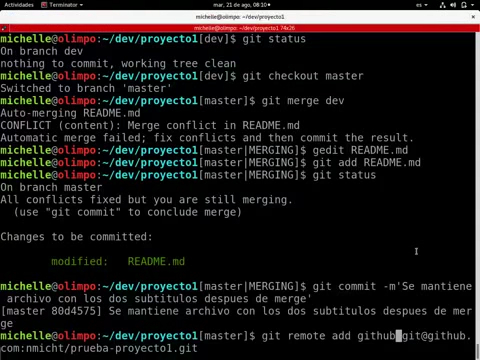 Actividades Terminator mar, 21 de ago, 08:10 es
michelle@olimpo: ~/dev/proyecto1
michelle@olimpo: ~/dev/proyecto1 74x26
michelle@olimpo:~/dev/proyecto1[dev]$ git status
On branch dev
nothing to commit, working tree clean
michelle@olimpo:~/dev/proyecto1[dev]$ git checkout master
Switched to branch 'master'
michelle@olimpo:~/dev/proyecto1[master]$ git merge dev
Auto-merging README.md
CONFLICT (content): Merge conflict in README.md
Automatic merge failed; fix conflicts and then commit the result.
michelle@olimpo:~/dev/proyecto1[master|MERGING]$ gedit README.md
michelle@olimpo:~/dev/proyecto1[master|MERGING]$ git add README.md
michelle@olimpo:~/dev/proyecto1[master|MERGING]$ git status
On branch master
All conflicts fixed but you are still merging.
(use "git commit" to conclude merge)
Changes to be committed:
modified: README.md
michelle@olimpo:~/dev/proyecto1[master|MERGING]$ git commit -m'Se mantiene
archivo con los dos subtitulos despues de merge'
[master 80d4575] Se mantiene archivo con los dos subtitulos despues de mer
ge
michelle@olimpo:~/dev/proyecto1[master]$ git remote add github git@github.
com:nmicht/prueba-proyecto1.git